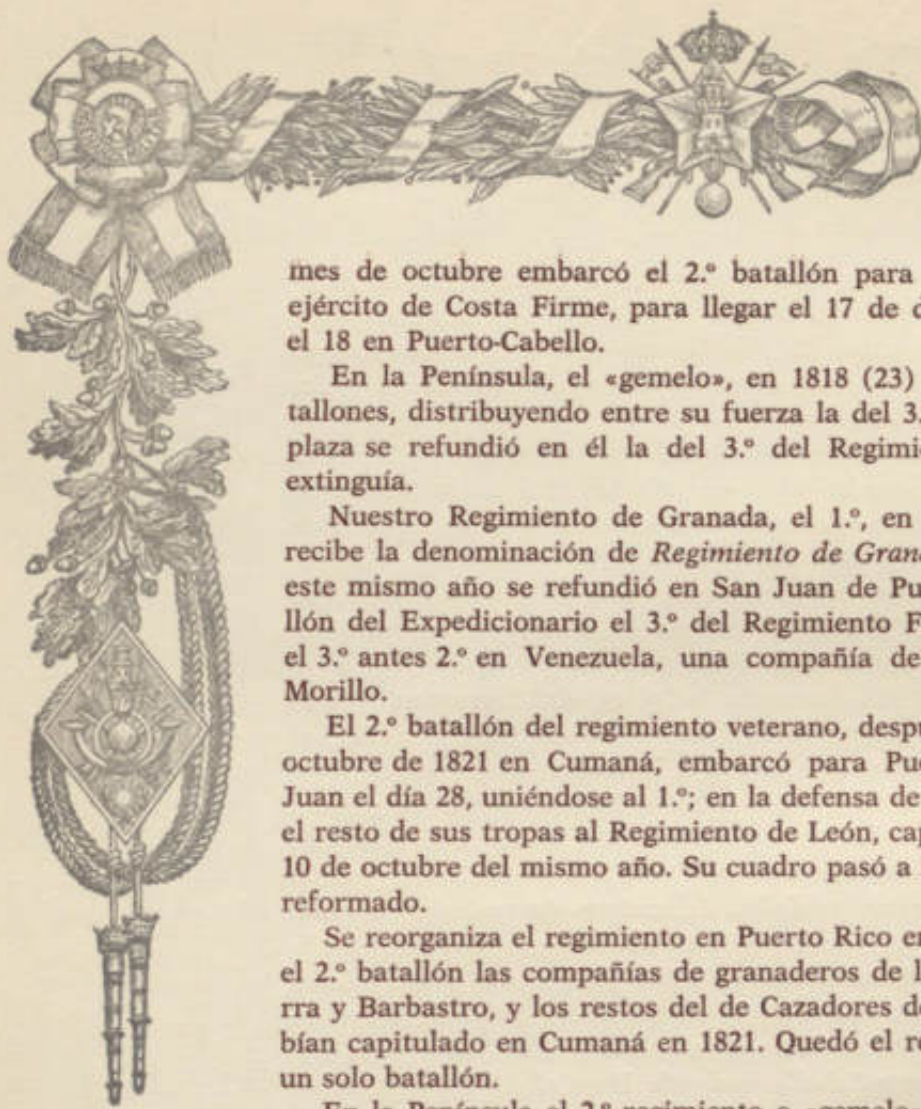 mes de octubre embarcó el 2.º batallón para
ejército de Costa Firme, para llegar el 17 de
el 18 en Puerto-Cabello.
En la Península, el «gemelo», en 1818 (23)
tallones, distribuyendo entre su fuerza la del 3.
plaza se refundió en él la del 3.º del Regimi
extinguía.
Nuestro Regimiento de Granada, el 1.º, en
recibe la denominación de Regimiento de Gran
este mismo año se refundió en San Juan de Pu
llón del Expedicionario el 3.º del Regimiento F
el 3.º antes 2.º en Venezuela, una compañía de
Morillo.
El 2.º batallón del regimiento veterano, despu
octubre de 1821 en Cumaná, embarcó para Pu
Juan el día 28, uniéndose al 1.º; en la defensa de
el resto de sus tropas al Regimiento de León, ca
10 de octubre del mismo año. Su cuadro pasó a
reformado.
Se reorganiza el regimiento en Puerto Rico en
el 2.º batallón las compañías de granaderos de l
rra y Barbastro, y los restos del de Cazadores d
bían capitulado en Cumaná en 1821. Quedó el r
un solo batallón.
En la Península el 2.º regimiento o «gemelo